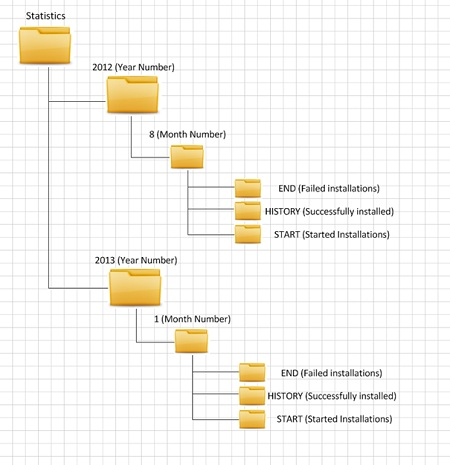 Statistics
2012 (Year Number)
8 (Month Number)
END (Failed installations)
HISTORY (Successfully installed)
START (Started Installations)
2013 (Year Number)
1 (Month Number)
END (Failed installations)
HISTORY (Successfully installed)
START (Started Installations)